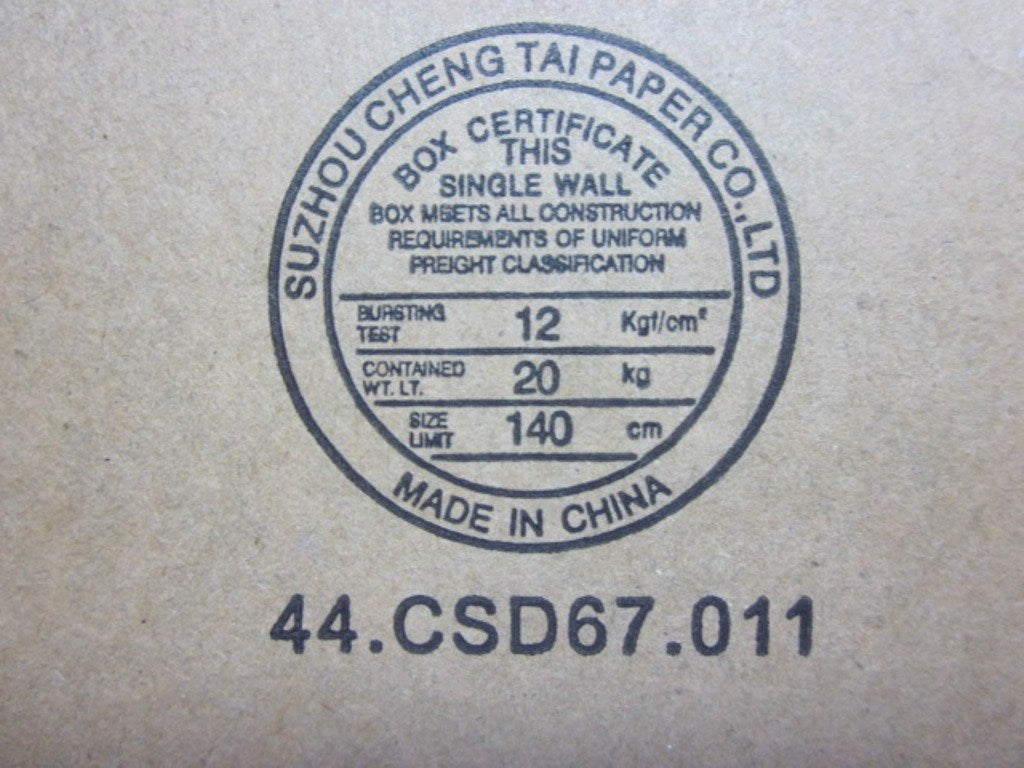 SUZHOU CHENG TAI PAPER CO.,LTD
BOX CERTIFICATE
THIS
SINGLE WALL
BOX MEETS ALL CONSTRUCTION
REQUIREMENTS OF UNIFORM
FREIGHT CLASSIFICATION
BURSTING TEST 12 Kgf/cm²
CONTAINED WT. LT. 20 kg
SIZE LIMIT 140 cm
MADE IN CHINA
44.CSD67.011